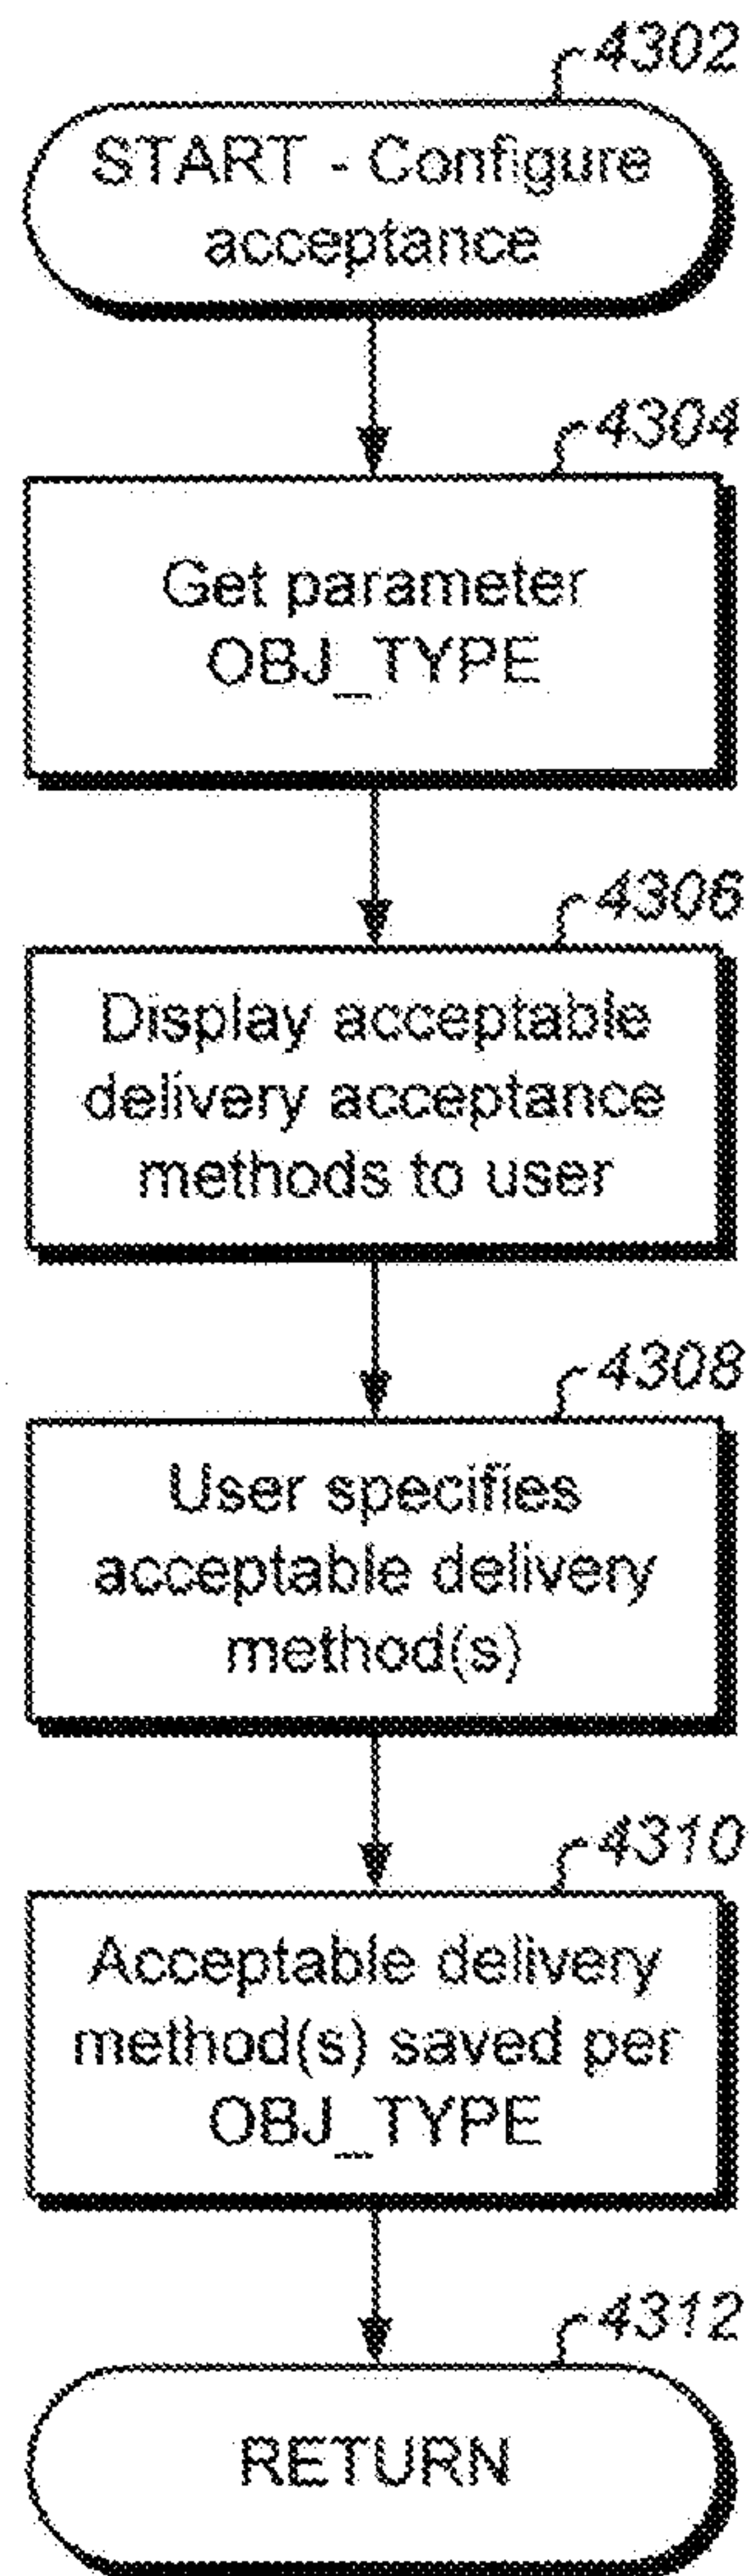 4302
START - Configure
acceptance
4304
Get parameter
OBJ_TYPE
4306
Display acceptable
delivery acceptance
methods to user
4308
User specifies
acceptable delivery
method(s)
4310
Acceptable delivery
method(s) saved per
OBJ_TYPE
4312
RETURN